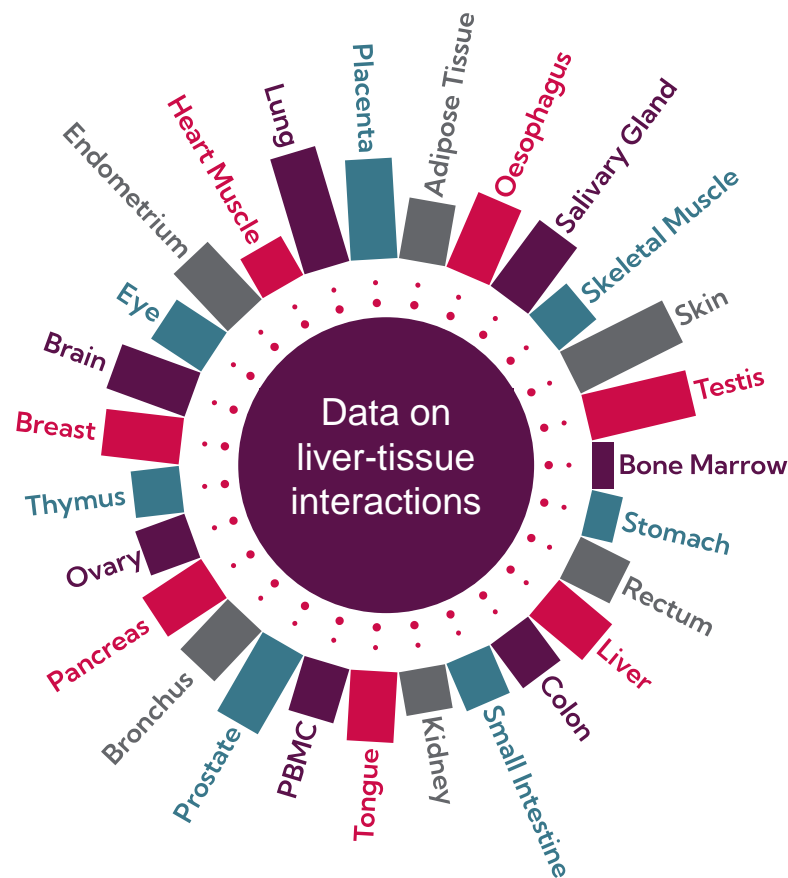 Data on
liver-tissue
interactions
Placenta
Adipose Tissue
Oesophagus
Salivary Gland
Skeletal Muscle
Skin
Testis
Bone Marrow
Stomach
Rectum
Liver
Colon
Small Intestine
Kidney
Tongue
PBMC
Prostate
Bronchus
Pancreas
Ovary
Thymus
Breast
Brain
Eye
Endometrium
Heart Muscle
Lung